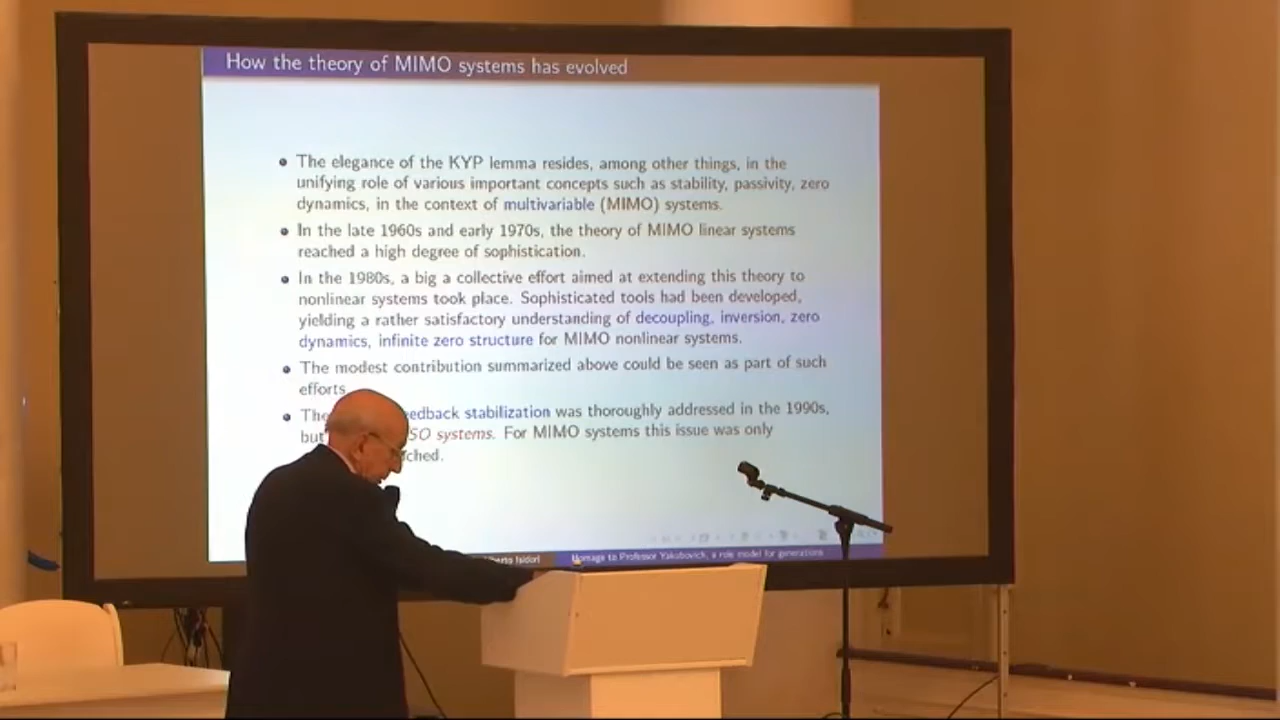 How the theory of MIMO systems has evolved
The elegance of the KYP lemma resides, among other things, in the
unifying role of various important concepts such as stability, passivity, zero
dynamics, in the context of multivariable (MIMO) systems.
In the late 1960s and early 1970s, the theory of MIMO linear systems
reached a high degree of sophistication.
In the 1980s, a big a collective effort aimed at extending this theory to
nonlinear systems took place. Sophisticated tools had been developed,
yielding a rather satisfactory understanding of decoupling, inversion, zero
dynamics, infinite zero structure for MIMO nonlinear systems.
The modest contribution summarized above could be seen as part of such
efforts
The eedback stabilization was thoroughly addressed in the 1990s,
but SO systems. For MIMO systems this issue was only
ched.
berto Isidori Homage to Professor Yakubovich, a role model for generations